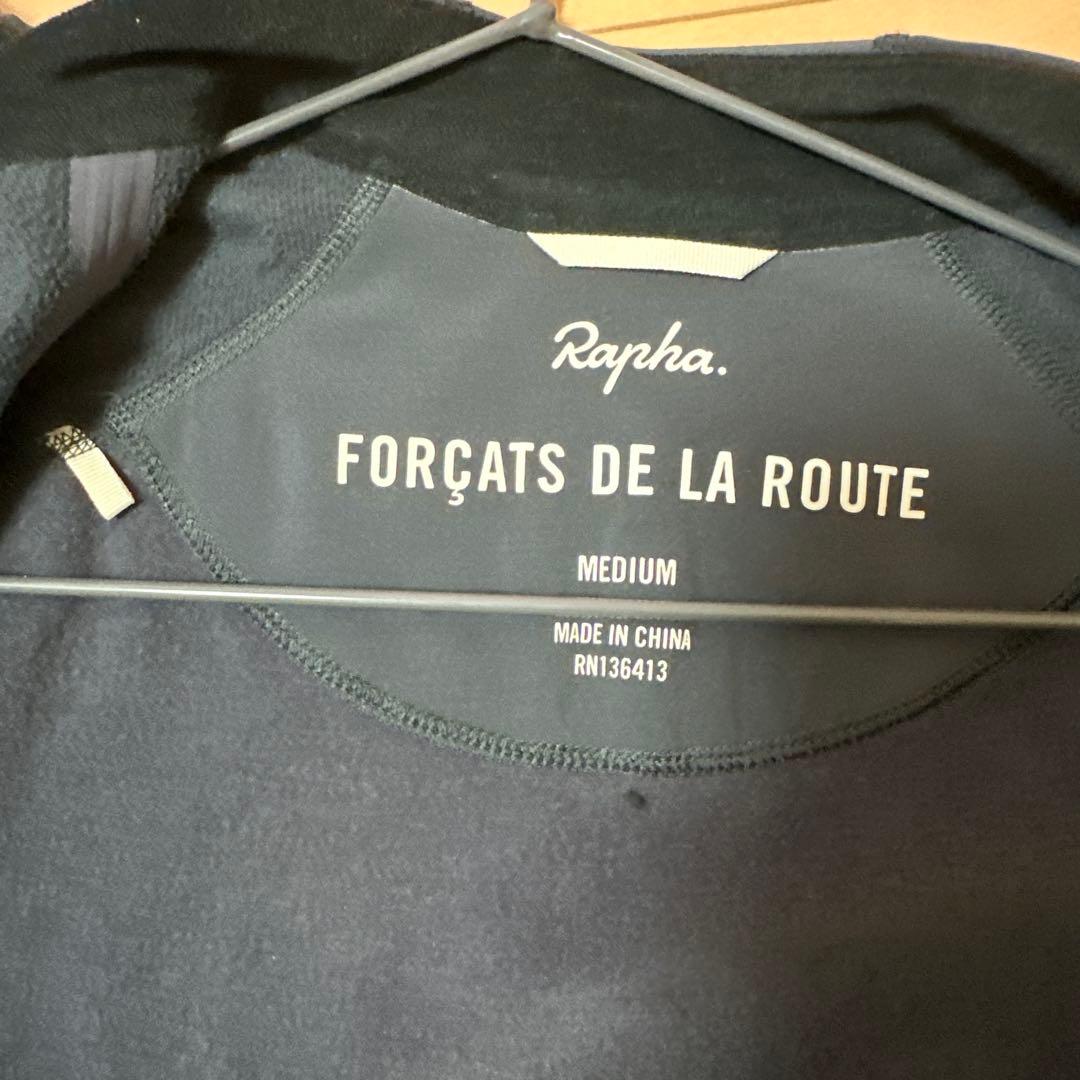 Rapha.
FORÇATS DE LA ROUTE
MEDIUM
MADE IN CHINA
RN136413